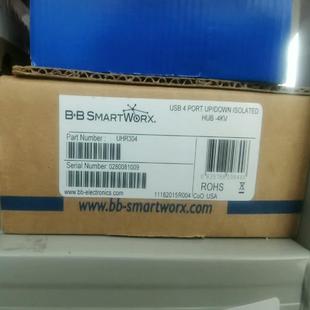 B+B SMARTWORX
USB 4 PORT UP/DOWN ISOLATED
HUB -4KV
Part Number : UHR304
Serial Number: 0280081009
www.bb-electronics.com
11182015R004 CoO: USA
ROHS
www.bb-smartworx.com